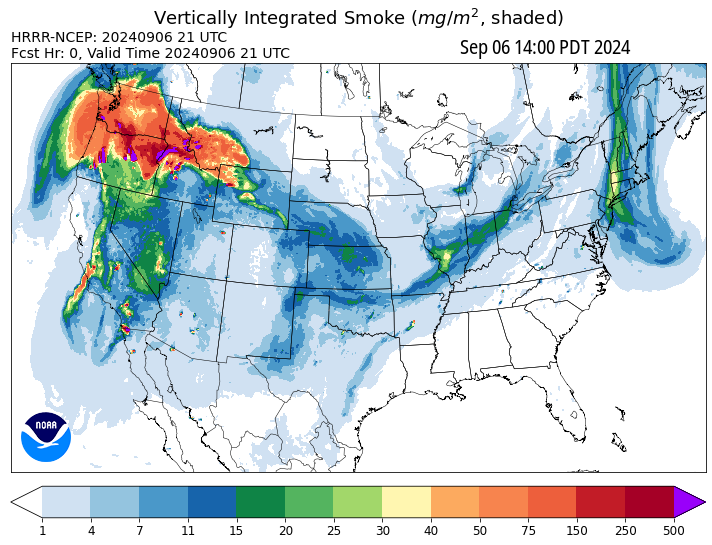 Vertically Integrated Smoke (mg/m², shaded)
HRRR-NCEP: 20240906 21 UTC
Fcst Hr: 0, Valid Time 20240906 21 UTC
Sep 06 14:00 PDT 2024
NOAA
1 4 7 11 15 20 25 30 40 50 75 150 250 500